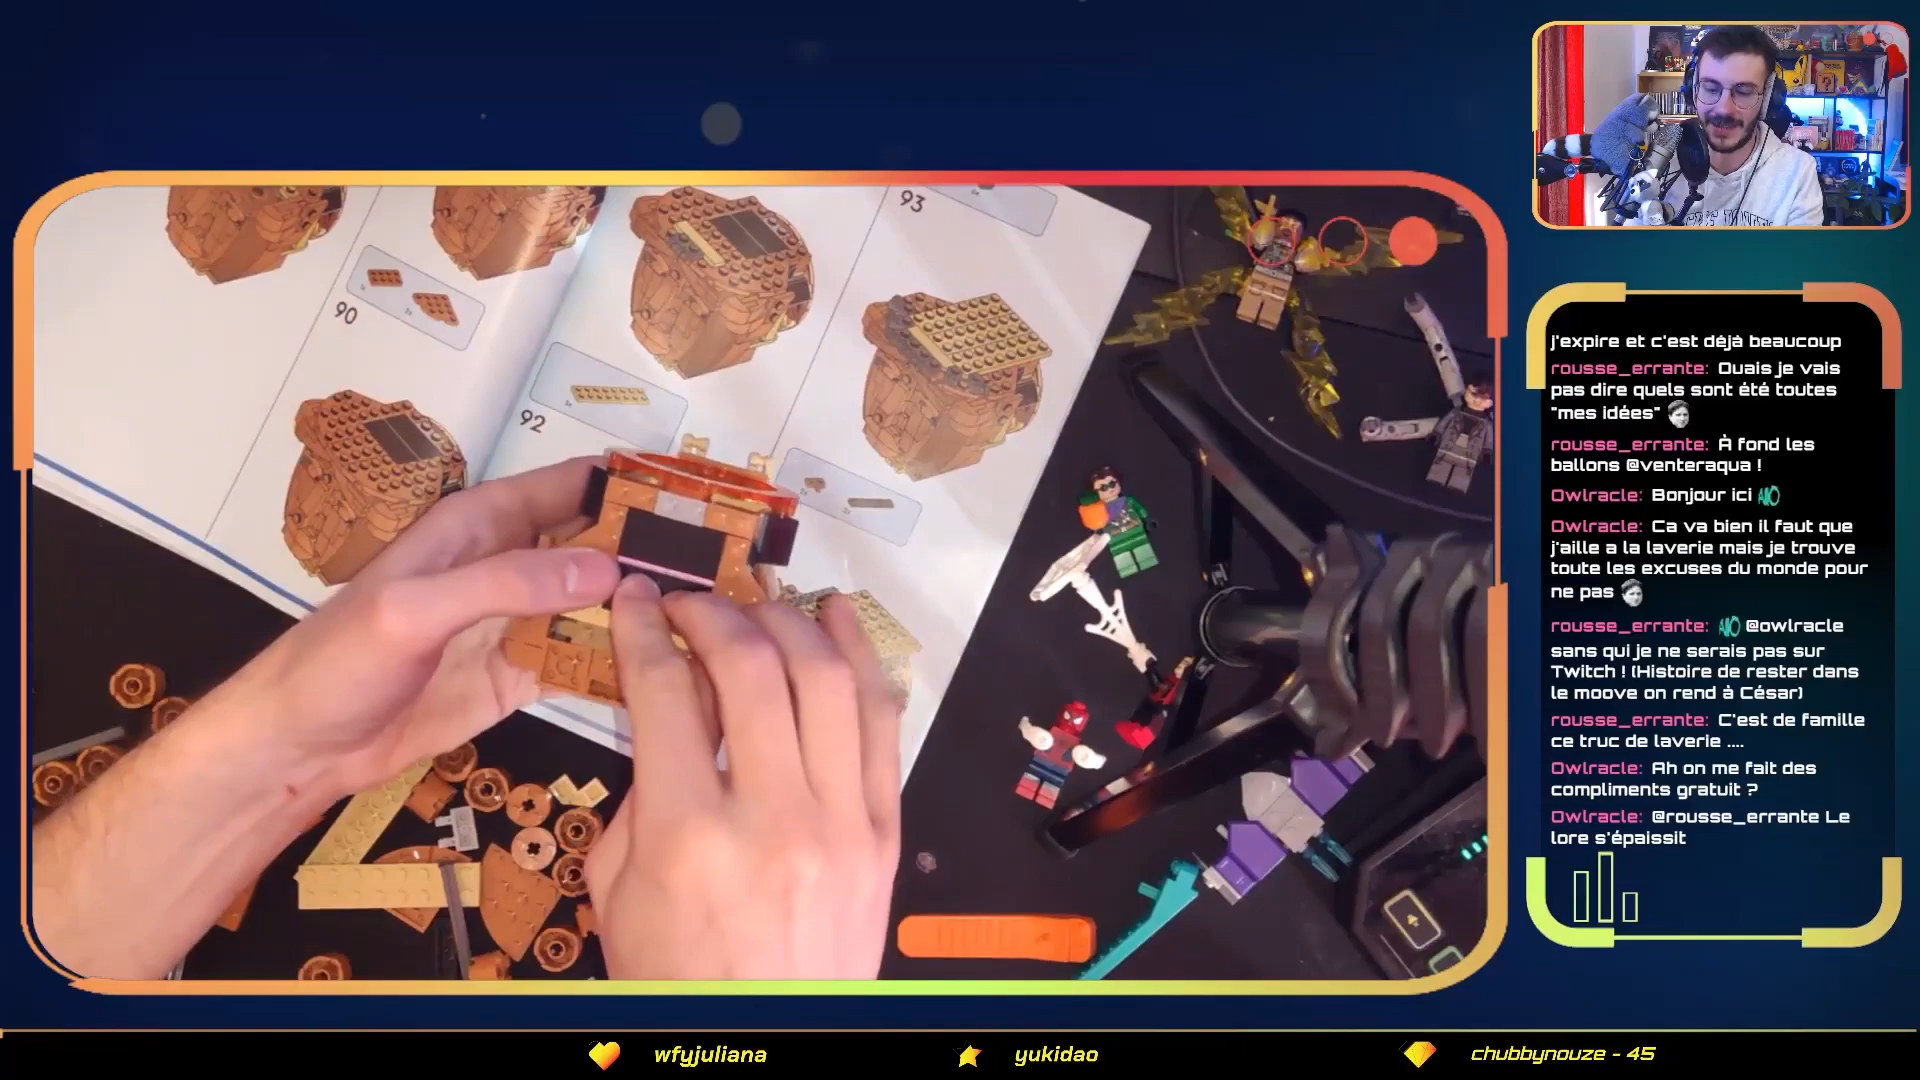 93
90
92
j'expire et c'est déjà beaucoup
rousse_errante: Ouais je vais
pas dire quels sont été toutes
"mes idées"
rousse_errante: À fond les
ballons @venteraqua !
Owlracle: Bonjour ici
Owlracle: Ca va bien il faut que
j'aille a la laverie mais je trouve
toute les excuses du monde pour
ne pas
rousse_errante: @owlracle
sans qui je ne serais pas sur
Twitch ! (Histoire de rester dans
le moove on rend à César)
rousse_errante: C'est de famille
ce truc de laverie ....
Owlracle: Ah on me fait des
compliments gratuit ?
Owlracle: @rousse_errante Le
lore s'épaissit
wfyjuliana
yukidao
chubbynouze - 45